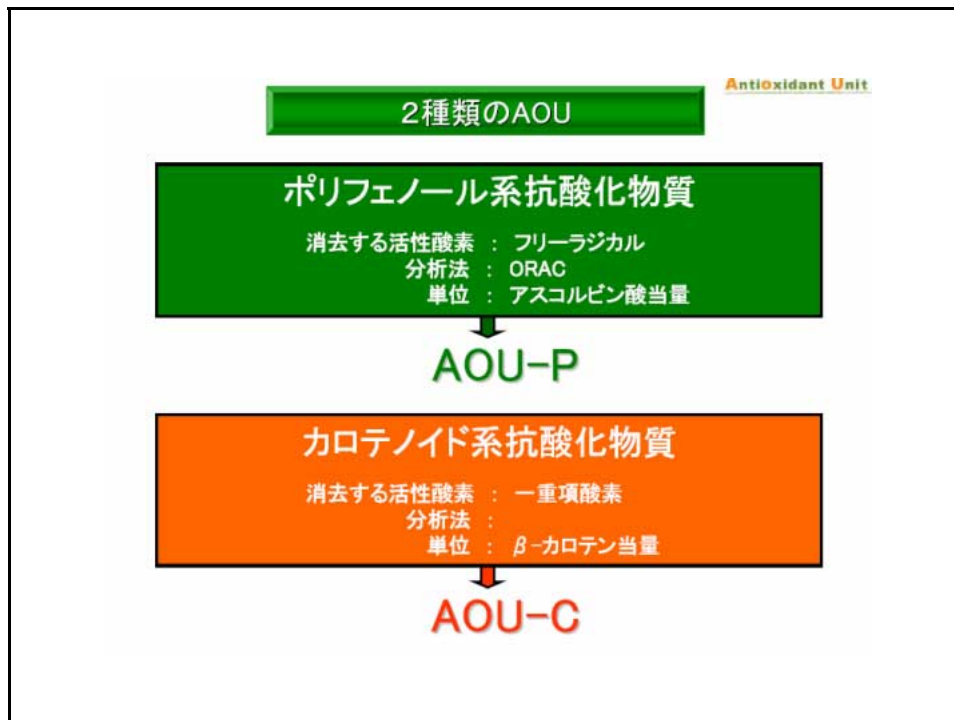 Antioxidant Unit
２種類のAOU
ポリフェノール系抗酸化物質
消去する活性酸素 ： フリーラジカル
分析法 ： ORAC
単位 ： アスコルビン酸当量
AOU-P
カロテノイド系抗酸化物質
消去する活性酸素 ： 一重項酸素
分析法 ：
単位 ： β-カロテン当量
AOU-C